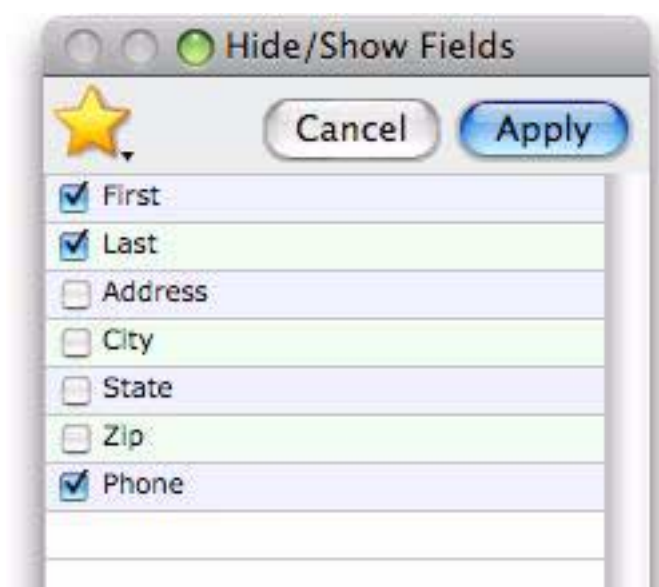 Hide/Show Fields
Cancel Apply
First
Last
Address
City
State
Zip
Phone